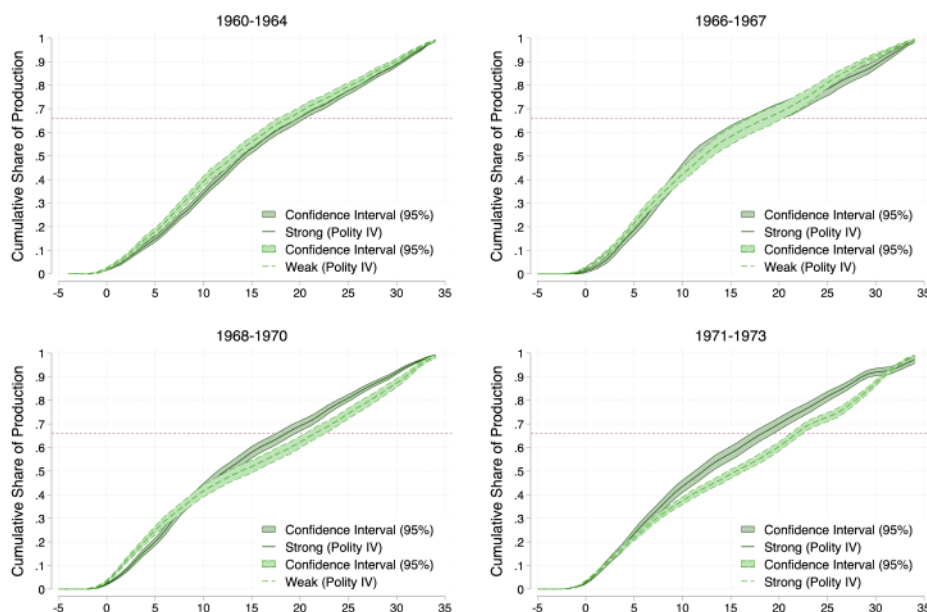 1960-1964
Cumulative Share of Production
1
.9
.8
.7
.6
.5
.4
.3
.2
.1
0
Confidence Interval (95%)
Strong (Polity IV)
Confidence Interval (95%)
Weak (Polity IV)
-5 0 5 10 15 20 25 30 35
1966-1967
Cumulative Share of Production
1
.9
.8
.7
.6
.5
.4
.3
.2
.1
0
Confidence Interval (95%)
Strong (Polity IV)
Confidence Interval (95%)
Weak (Polity IV)
-5 0 5 10 15 20 25 30 35
1968-1970
Cumulative Share of Production
1
.9
.8
.7
.6
.5
.4
.3
.2
.1
0
Confidence Interval (95%)
Strong (Polity IV)
Confidence Interval (95%)
Weak (Polity IV)
-5 0 5 10 15 20 25 30 35
1971-1973
Cumulative Share of Production
1
.9
.8
.7
.6
.5
.4
.3
.2
.1
0
Confidence Interval (95%)
Strong (Polity IV)
Confidence Interval (95%)
Strong (Polity IV)
-5 0 5 10 15 20 25 30 35